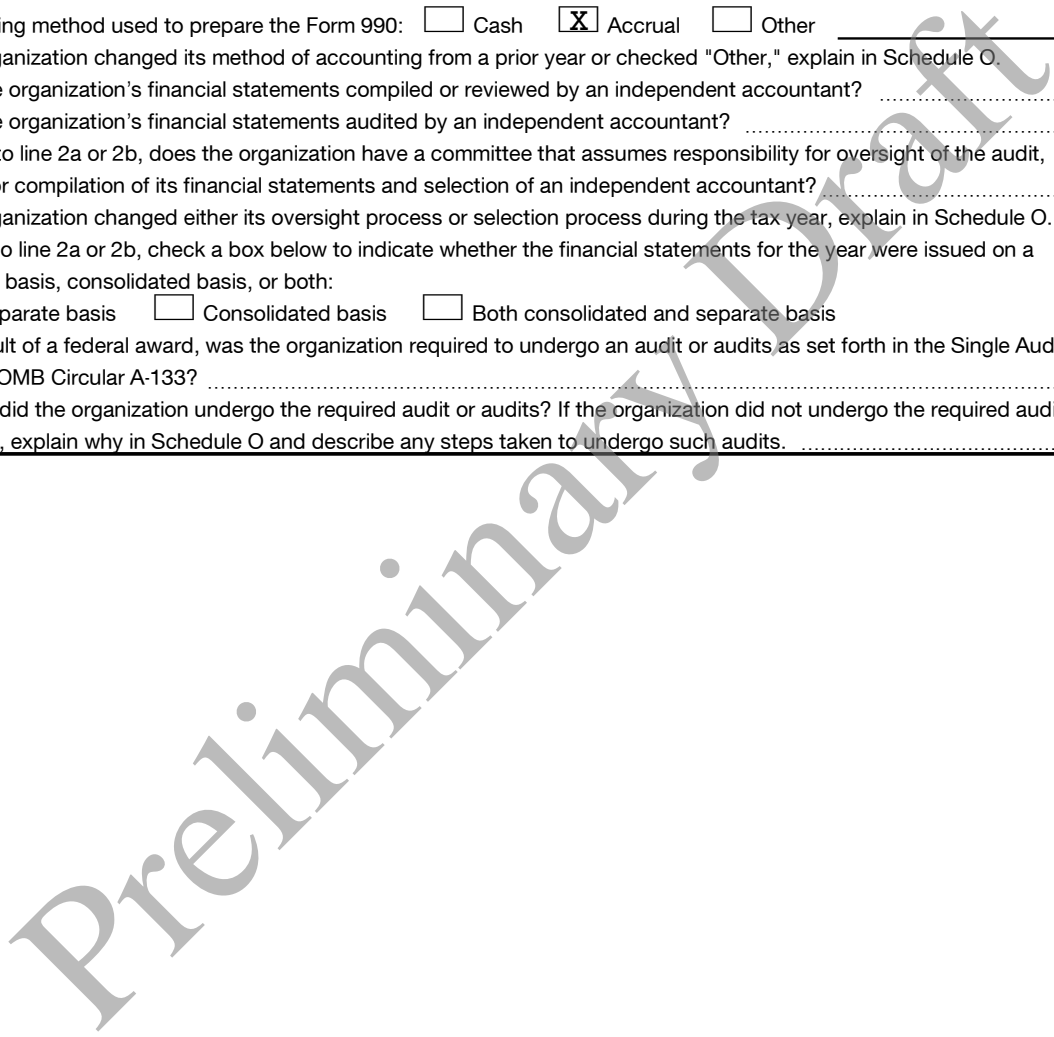 ing method used to prepare the Form 990: Cash X Accrual Other
ganization changed its method of accounting from a prior year or checked "Other," explain in Schedule O.
e organization's financial statements compiled or reviewed by an independent accountant?
e organization's financial statements audited by an independent accountant?
to line 2a or 2b, does the organization have a committee that assumes responsibility for oversight of the audit,
or compilation of its financial statements and selection of an independent accountant?
ganization changed either its oversight process or selection process during the tax year, explain in Schedule O.
to line 2a or 2b, check a box below to indicate whether the financial statements for the year were issued on a
basis, consolidated basis, or both:
parate basis Consolidated basis Both consolidated and separate basis
ult of a federal award, was the organization required to undergo an audit or audits as set forth in the Single Aud
OMB Circular A-133?
did the organization undergo the required audit or audits? If the organization did not undergo the required audi
, explain why in Schedule O and describe any steps taken to undergo such audits.
Preliminary Draft